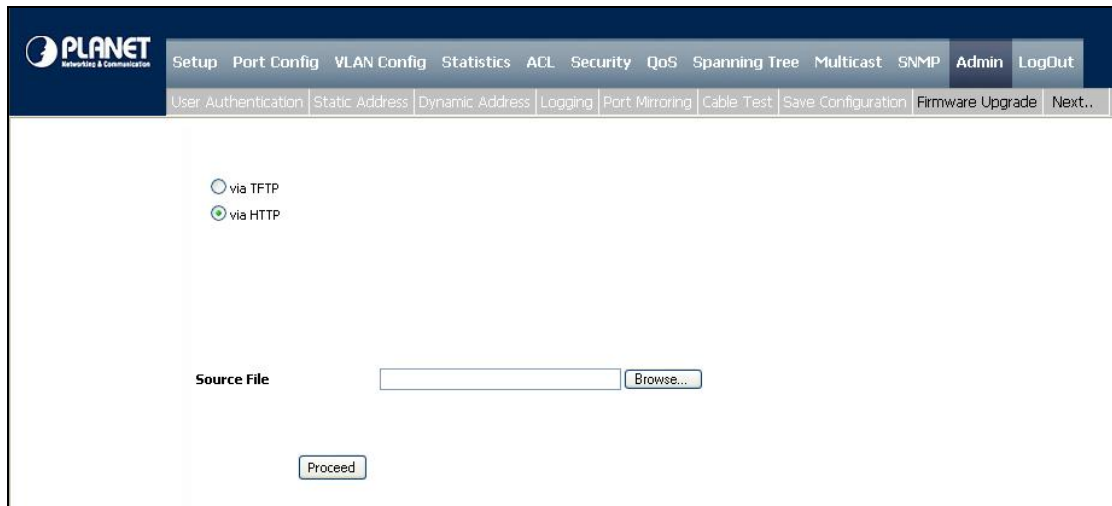 PLANET
Networking & Communication
Setup Port Config VLAN Config Statistics ACL Security QoS Spanning Tree Multicast SNMP Admin LogOut
User Authentication Static Address Dynamic Address Logging Port Mirroring Cable Test Save Configuration Firmware Upgrade Next..
via TFTP
via HTTP
Source File Browse...
Proceed